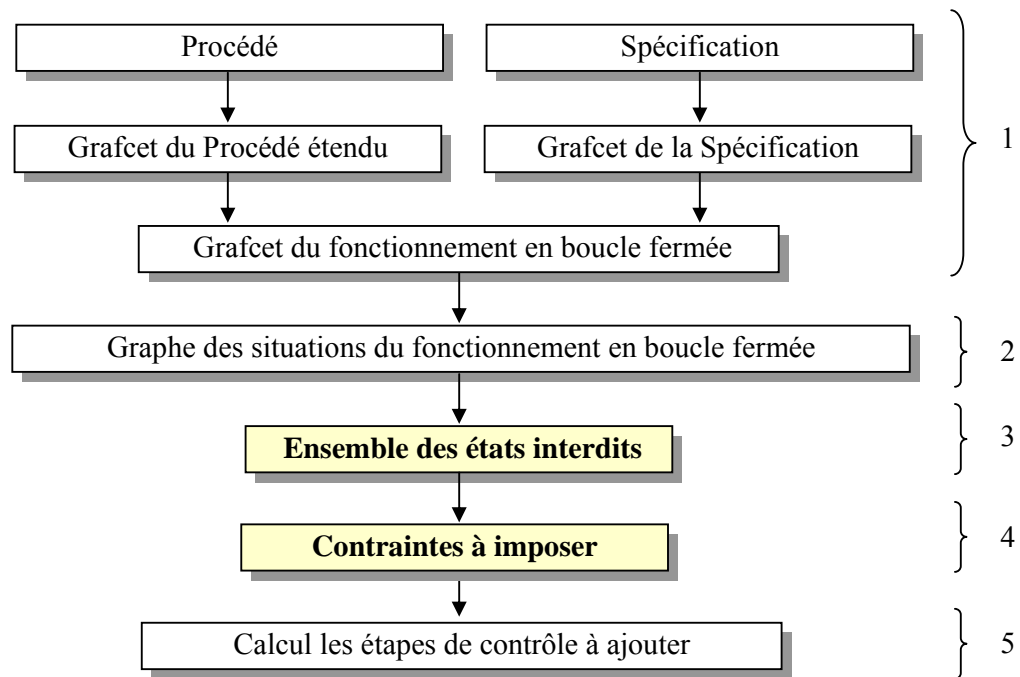 Procédé
Spécification
Grafcet du Procédé étendu
Grafcet de la Spécification
1
Grafcet du fonctionnement en boucle fermée
Graphe des situations du fonctionnement en boucle fermée
2
Ensemble des états interdits
3
Contraintes à imposer
4
Calcul les étapes de contrôle à ajouter
5